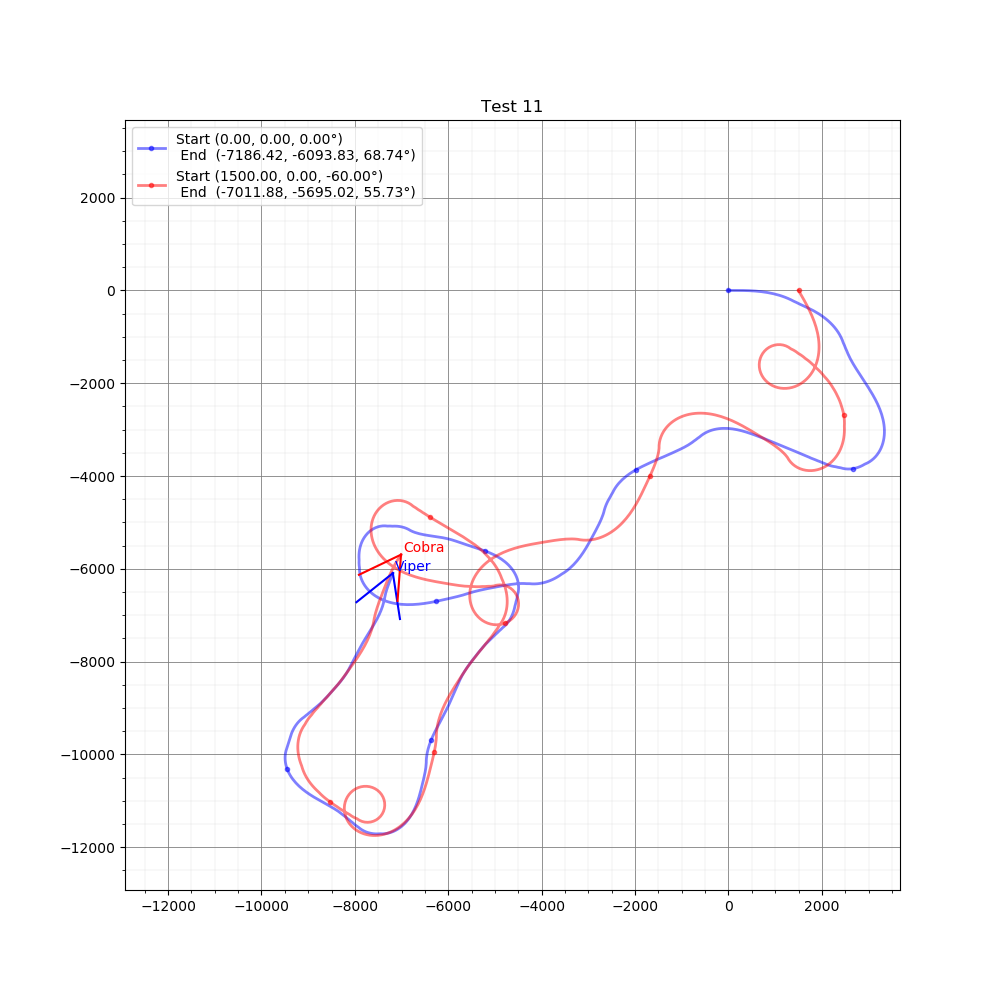 Test 11
Start (0.00, 0.00, 0.00°)
End (-7186.42, -6093.83, 68.74°)
Start (1500.00, 0.00, -60.00°)
End (-7011.88, -5695.02, 55.73°)
2000
0
−2000
−4000
−6000
−8000
−10000
−12000
Cobra
Viper
−12000 −10000 −8000 −6000 −4000 −2000 0 2000